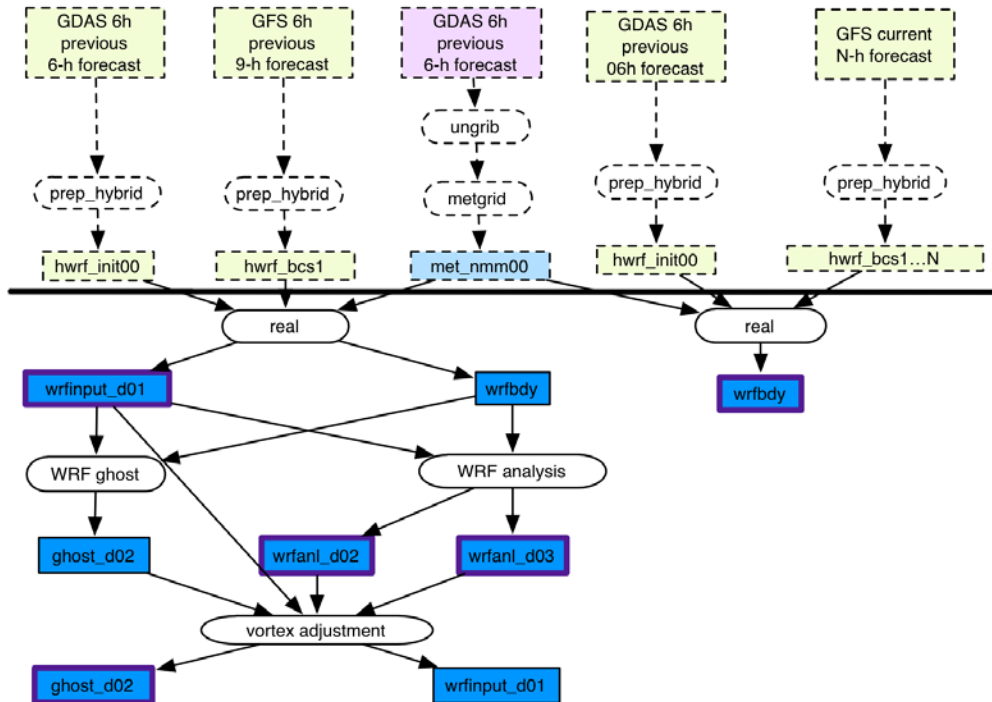 GDAS 6h
previous
6-h forecast
GFS 6h
previous
9-h forecast
GDAS 6h
previous
6-h forecast
GDAS 6h
previous
06h forecast
GFS current
N-h forecast
ungrib
prep_hybrid
prep_hybrid
metgrid
prep_hybrid
prep_hybrid
hwrf_init00
hwrf_bcs1
met_nmm00
hwrf_init00
hwrf_bcs1...N
real
real
wrfinput_d01
wrfbdy
wrfbdy
WRF ghost
WRF analysis
ghost_d02
wrfanl_d02
wrfanl_d03
vortex adjustment
ghost_d02
wrfinput_d01